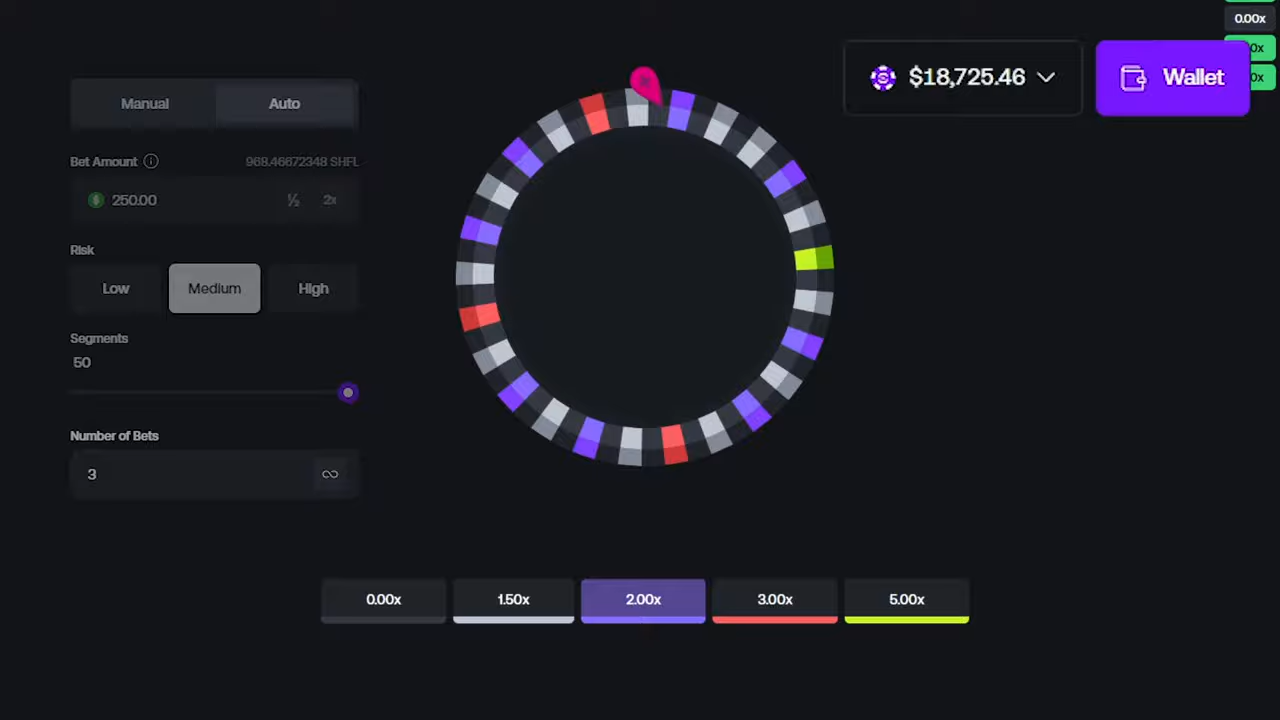 0.00x
$18,725.46
Wallet
0x
0x
Manual Auto
Bet Amount 968.46672348 SHFL
250.00 ½ 2x
Risk
Low Medium High
Segments
50
Number of Bets
3 ∞
0.00x 1.50x 2.00x 3.00x 5.00x